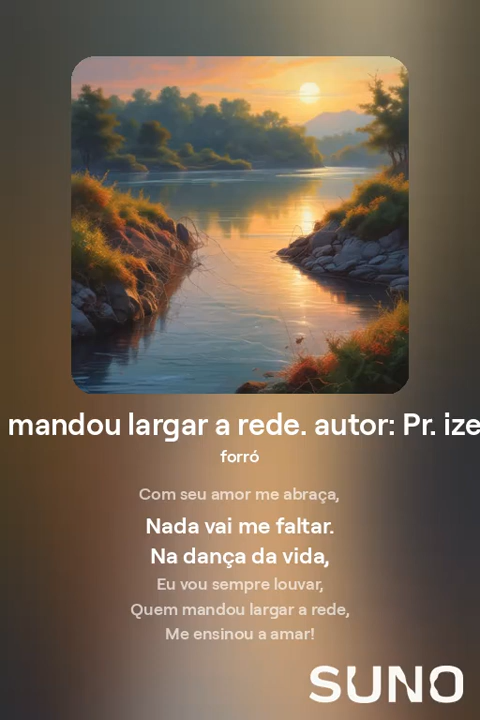 mandou largar a rede. autor: Pr. ize
forró
Com seu amor me abraça,
Nada vai me faltar.
Na dança da vida,
Eu vou sempre louvar,
Quem mandou largar a rede,
Me ensinou a amar!
SUNO